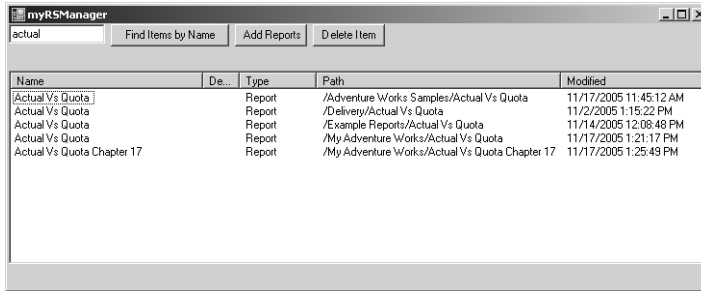 myRSManager
actual Find Items by Name Add Reports Delete Item
Name De... Type Path Modified
Actual Vs Quota Report /Adventure Works Samples/Actual Vs Quota 11/17/2005 11:45:12 AM
Actual Vs Quota Report /Delivery/Actual Vs Quota 11/2/2005 1:15:22 PM
Actual Vs Quota Report /Example Reports/Actual Vs Quota 11/14/2005 12:08:48 PM
Actual Vs Quota Report /My Adventure Works/Actual Vs Quota 11/17/2005 1:21:17 PM
Actual Vs Quota Chapter 17 Report /My Adventure Works/Actual Vs Quota Chapter 17 11/17/2005 1:25:49 PM